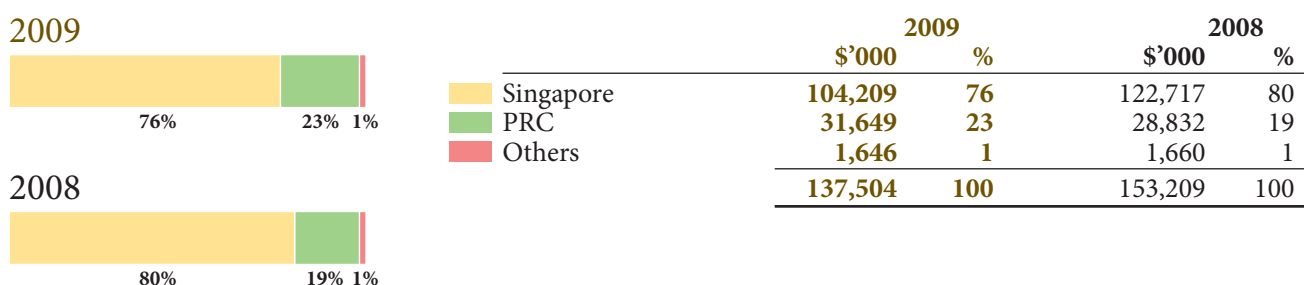 2009
76% 23% 1%
2008
80% 19% 1%
2009 2008
$'000 % $'000 %
Singapore 104,209 76 122,717 80
PRC 31,649 23 28,832 19
Others 1,646 1 1,660 1
137,504 100 153,209 100